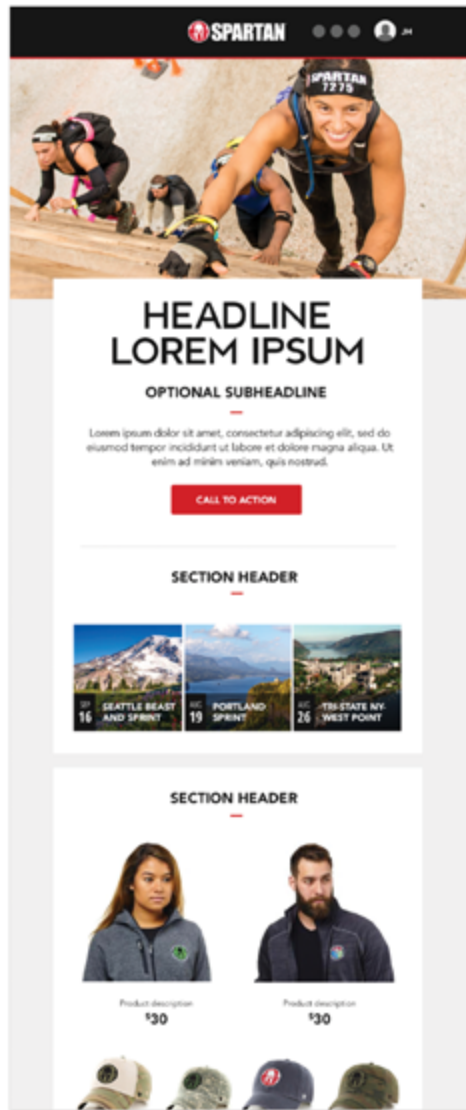 SPARTAN
JH
SPARTAN
7275
HEADLINE
LOREM IPSUM
OPTIONAL SUBHEADLINE
Lorem ipsum dolor sit amet, consectetur adipiscing elit, sed do
eiusmod tempor incididunt ut labore et dolore magna aliqua. Ut
enim ad minim veniam, quis nostrud.
CALL TO ACTION
SECTION HEADER
SEP
16
SEATTLE BEAST
AND SPRINT
AUG
19
PORTLAND
SPRINT
AUG
26
TRI-STATE NY-
WEST POINT
SECTION HEADER
Product description
$30
Product description
$30